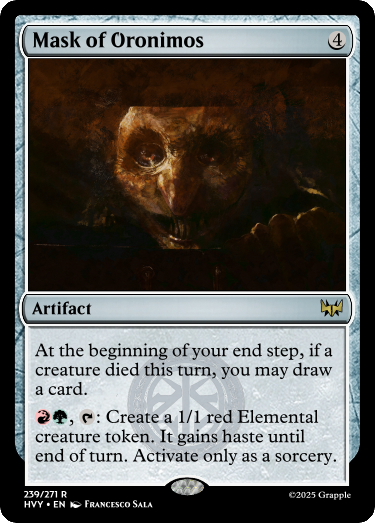 Mask of Oronimos 4
Artifact
At the beginning of your end step, if a
creature died this turn, you may draw
a card.
, : Create a 1/1 red Elemental
creature token. It gains haste until
end of turn. Activate only as a sorcery.
239/271 R
HVY • EN Francesco Sala
©2025 Grapple